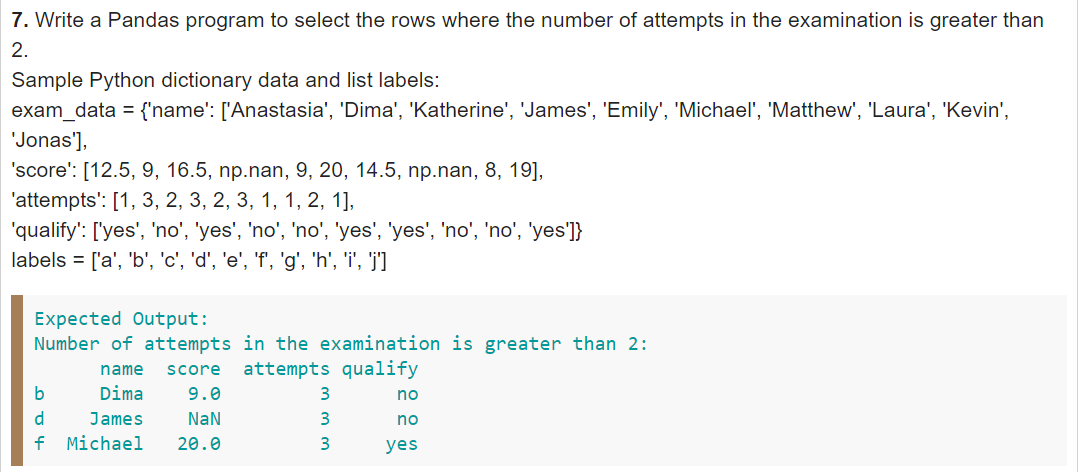 7. Write a Pandas program to select the rows where the number of attempts in the examination is greater than
2.
Sample Python dictionary data and list labels:
exam_data = {'name': ['Anastasia', 'Dima', 'Katherine', 'James', 'Emily', 'Michael', 'Matthew', 'Laura', 'Kevin',
'Jonas'],
'score': [12.5, 9, 16.5, np.nan, 9, 20, 14.5, np.nan, 8, 19],
'attempts': [1, 3, 2, 3, 2, 3, 1, 1, 2, 1],
'qualify': ['yes', 'no', 'yes', 'no', 'no', 'yes', 'yes', 'no', 'no', 'yes']}
labels = ['a', 'b', 'c', 'd', 'e', 'f', 'g', 'h', 'i', 'j']
Expected Output:
Number of attempts in the examination is greater than 2:
name score attempts qualify
b Dima 9.0 3 no
d James NaN 3 no
f Michael 20.0 3 yes